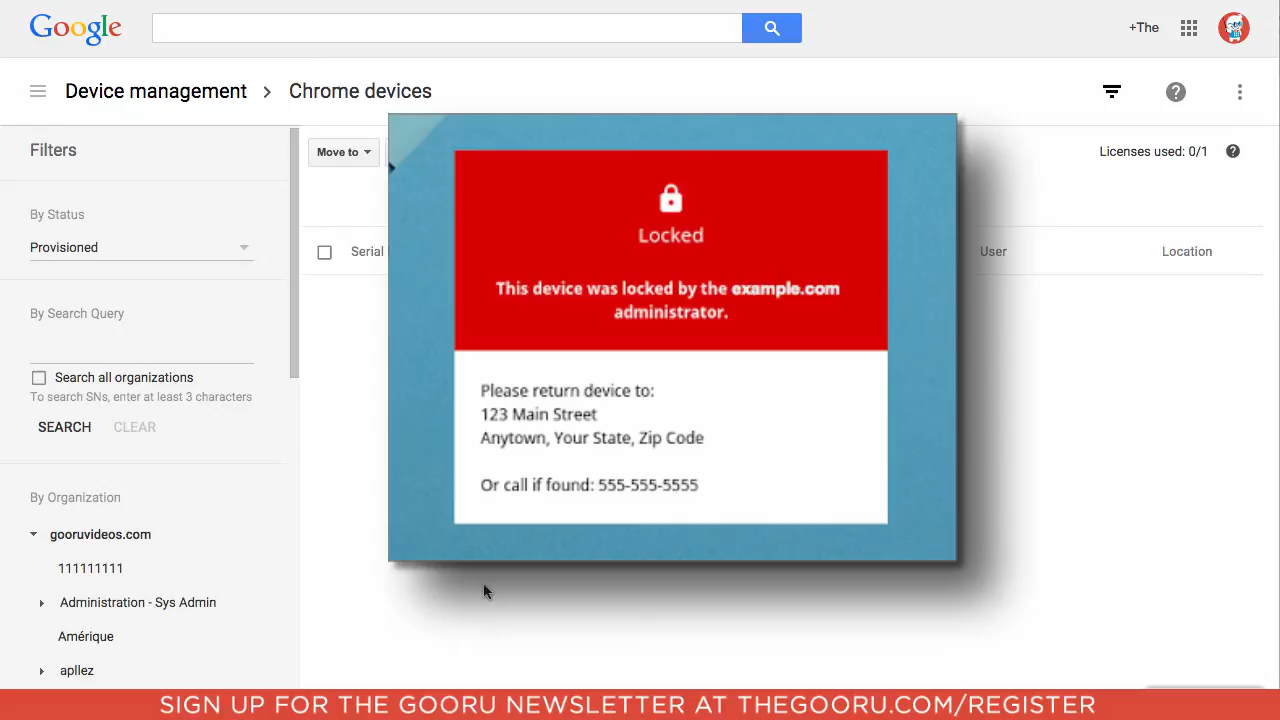 Google
+The
Device management
Chrome devices
Filters
Move to
Licenses used: 0/1
By Status
Provisioned
Serial
User
Location
By Search Query
Search all organizations
To search SNs, enter at least 3 characters
SEARCH
CLEAR
By Organization
gooruvideos.com
111111111
Administration - Sys Admin
Amérique
apllez
Locked
This device was locked by the example.com
administrator.
Please return device to:
123 Main Street
Anytown, Your State, Zip Code
Or call if found: 555-555-5555
SIGN UP FOR THE GOORU NEWSLETTER AT THEGOORU.COM/REGISTER